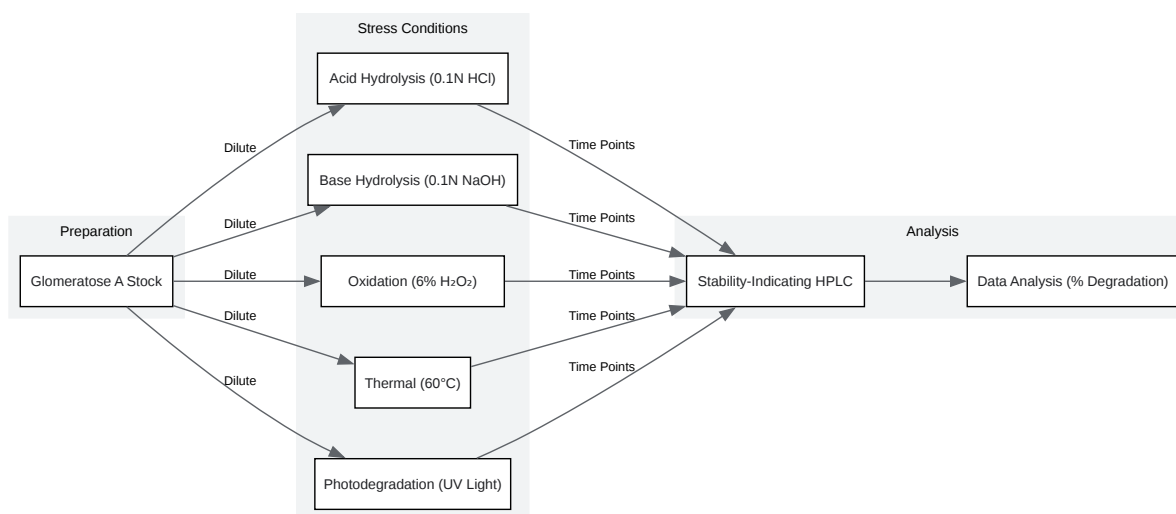 Stress Conditions
Acid Hydrolysis (0.1N HCl)
Dilute
Time Points
Base Hydrolysis (0.1N NaOH)
Dilute
Time Points
Preparation
Analysis
Glomeratose A Stock
Dilute
Oxidation (6% H₂O₂)
Time Points
Stability-Indicating HPLC
Data Analysis (% Degradation)
Dilute
Time Points
Thermal (60°C)
Dilute
Time Points
Photodegradation (UV Light)